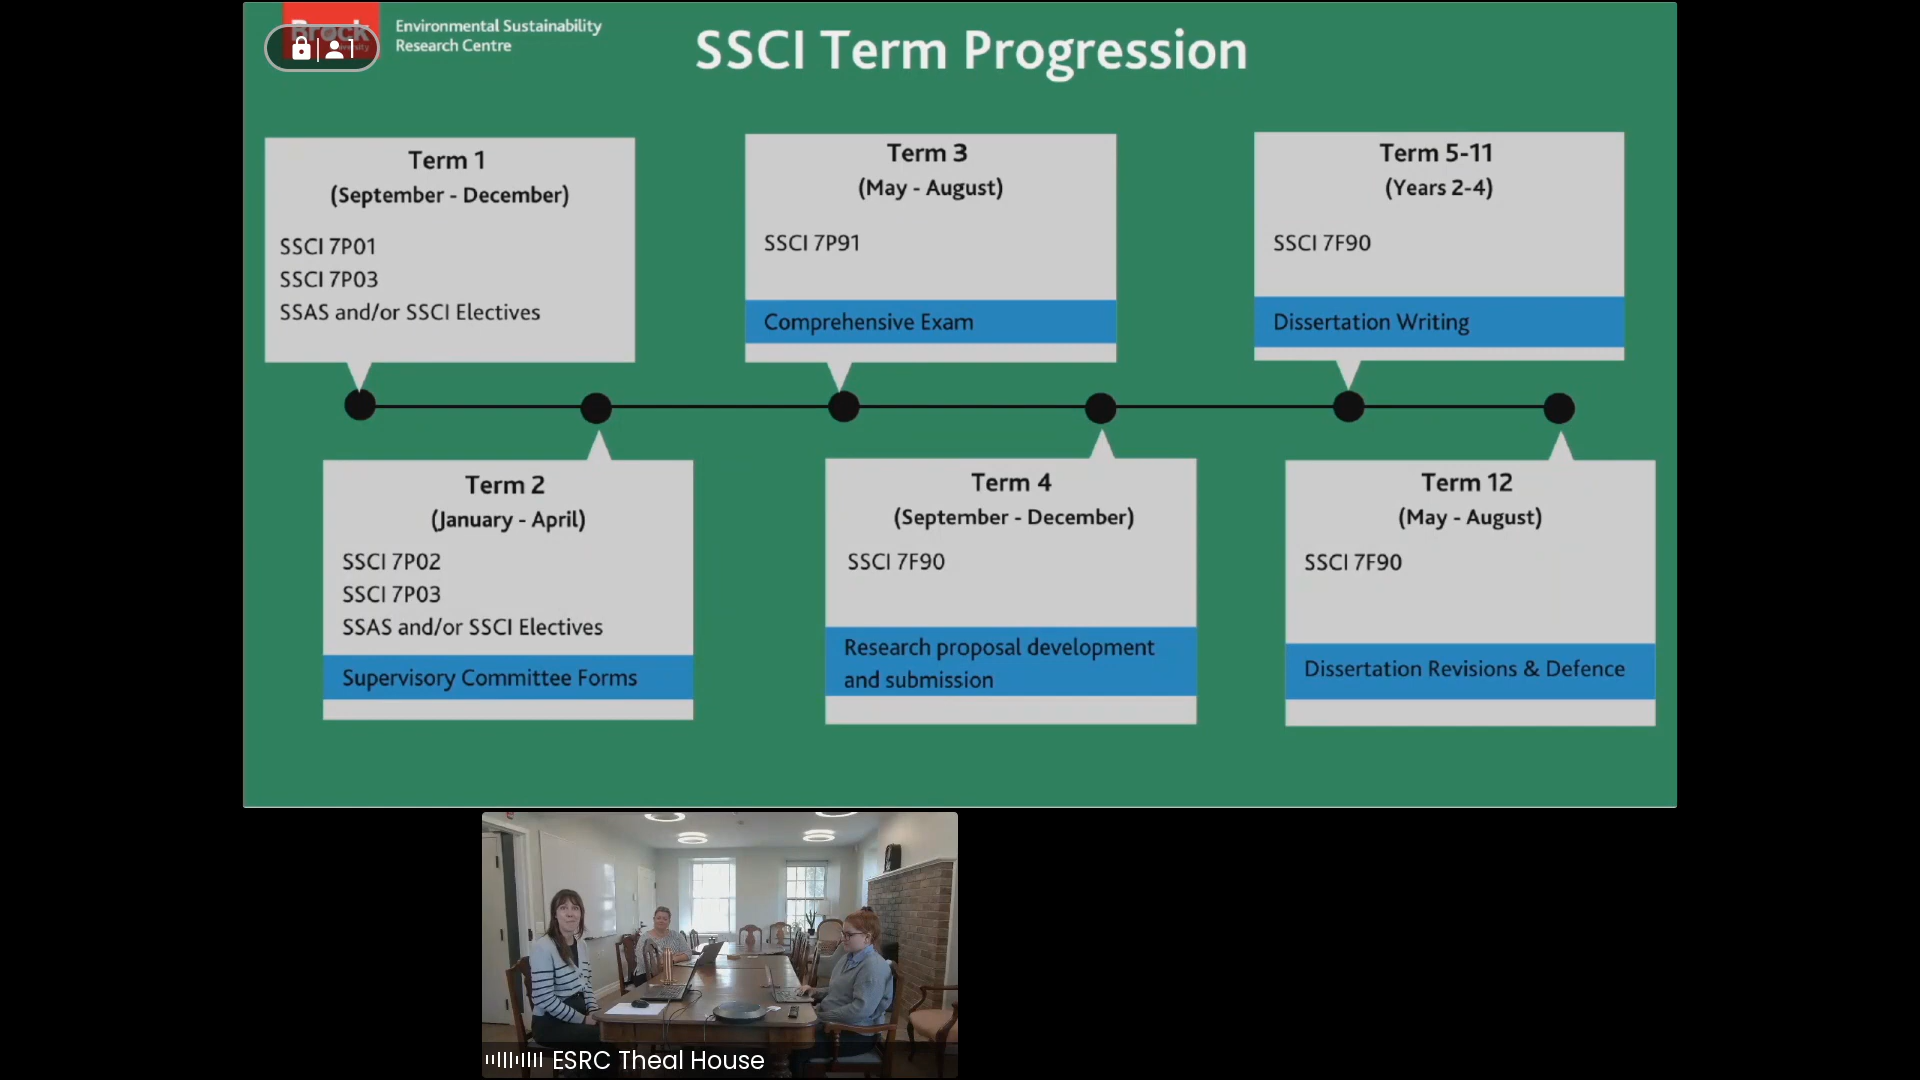 Brock
University
Environmental Sustainability
Research Centre
1
SSCI Term Progression
Term 1
(September - December)
SSCI 7P01
SSCI 7P03
SSAS and/or SSCI Electives
Term 3
(May - August)
SSCI 7P91
Comprehensive Exam
Term 5-11
(Years 2-4)
SSCI 7F90
Dissertation Writing
Term 2
(January - April)
SSCI 7P02
SSCI 7P03
SSAS and/or SSCI Electives
Supervisory Committee Forms
Term 4
(September - December)
SSCI 7F90
Research proposal development
and submission
Term 12
(May - August)
SSCI 7F90
Dissertation Revisions & Defence
ESRC Theal House